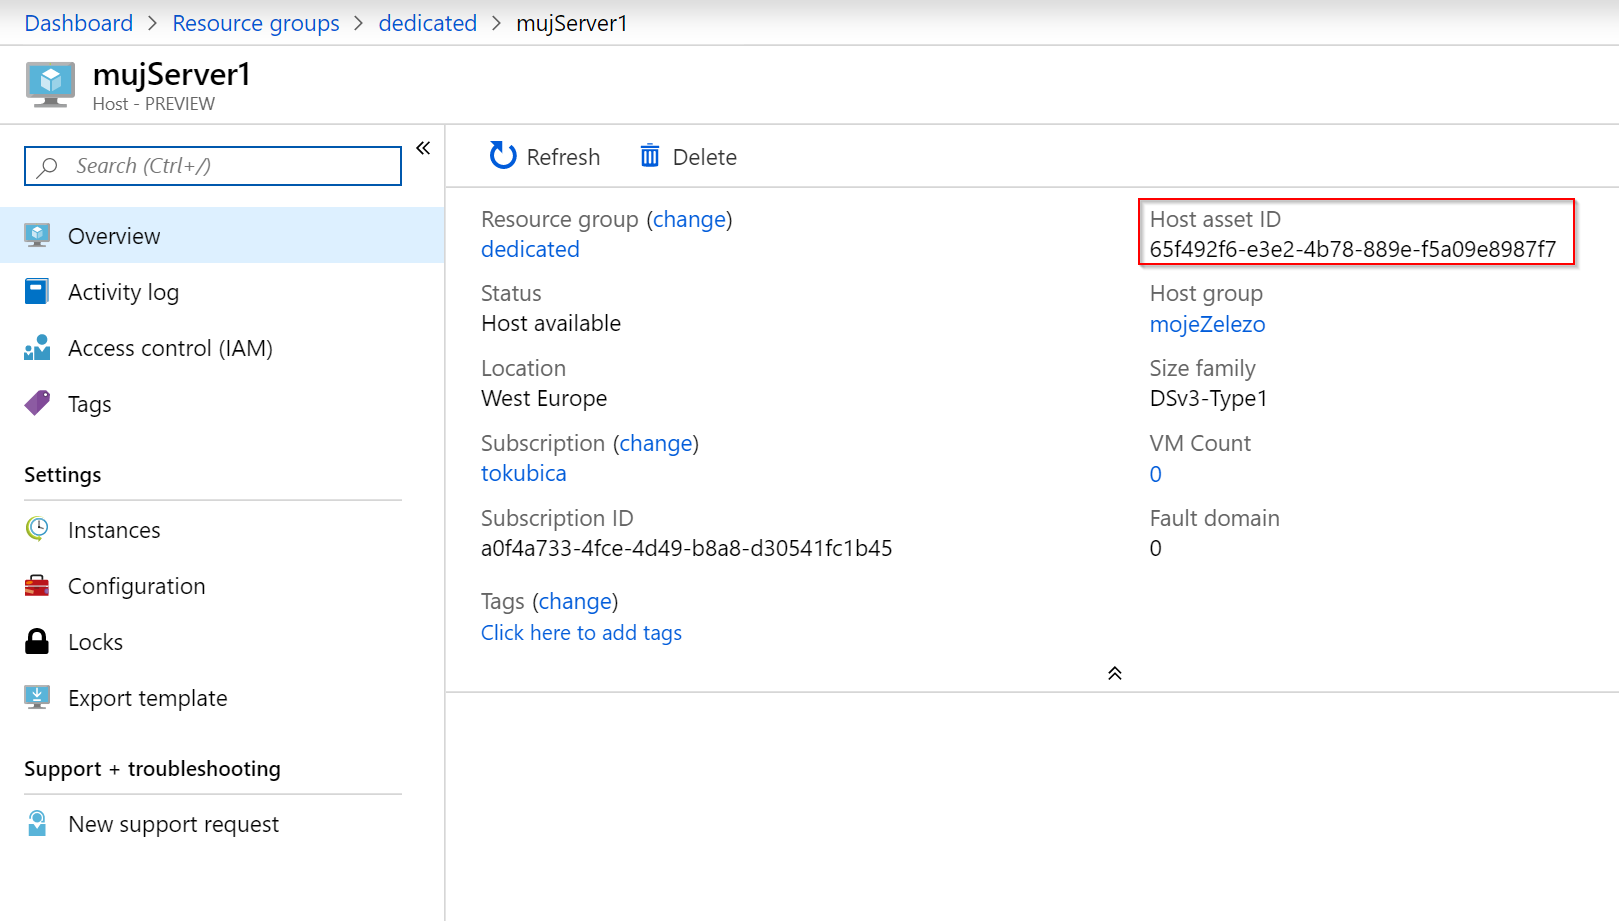 Dashboard > Resource groups > dedicated > mujServer1
mujServer1
Host - PREVIEW
Search (Ctrl+/)
«
Overview
Activity log
Access control (IAM)
Tags
Settings
Instances
Configuration
Locks
Export template
Support + troubleshooting
New support request
Refresh
Delete
Resource group (change)
dedicated
Status
Host available
Location
West Europe
Subscription (change)
tokubica
Subscription ID
a0f4a733-4fce-4d49-b8a8-d30541fc1b45
Tags (change)
Click here to add tags
Host asset ID
65f492f6-e3e2-4b78-889e-f5a09e8987f7
Host group
mojeZelezo
Size family
DSv3-Type1
VM Count
0
Fault domain
0